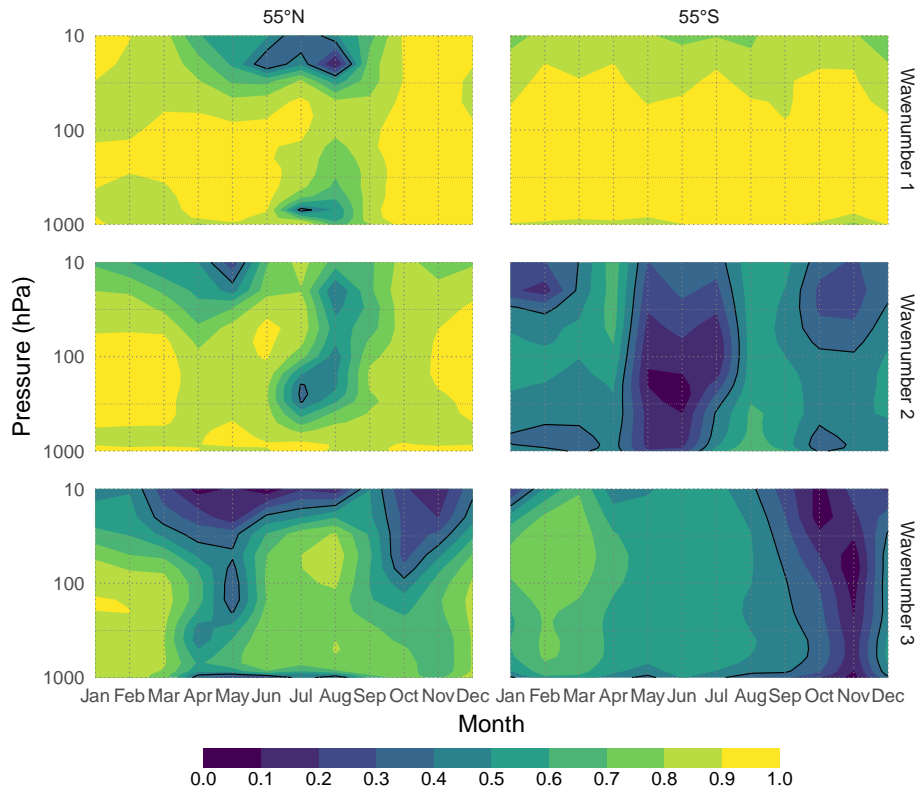 55°N 55°S
10
100
1000
Wavenumber 1
10
100
1000
Wavenumber 2
10
100
1000
Wavenumber 3
Pressure (hPa)
Jan Feb Mar Apr May Jun Jul Aug Sep Oct Nov Dec Jan Feb Mar Apr May Jun Jul Aug Sep Oct Nov Dec
Month
0.0 0.1 0.2 0.3 0.4 0.5 0.6 0.7 0.8 0.9 1.0